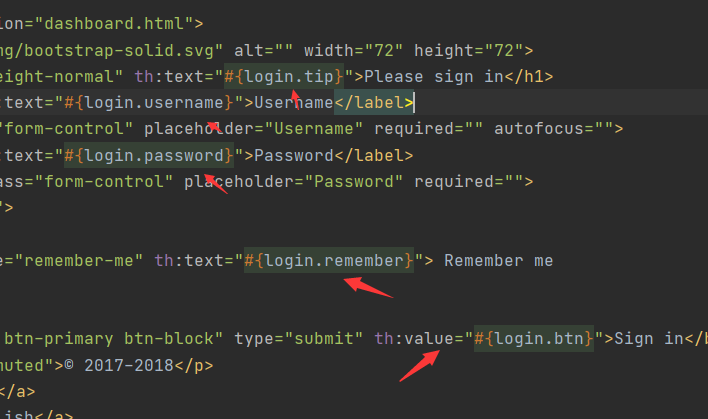 ion="dashboard.html">
ng/bootstrap-solid.svg" alt="" width="72" height="72">
eight-normal" th:text="#{login.tip}">Please sign in</h1>
:text="#{login.username}">Username</label>
"form-control" placeholder="Username" required="" autofocus="">
:text="#{login.password}">Password</label>
ass="form-control" placeholder="Password" required="">
">
e="remember-me" th:text="#{login.remember}"> Remember me
btn-primary btn-block" type="submit" th:value="#{login.btn}">Sign in</b
muted">© 2017-2018</p>
</a>
lish</a>